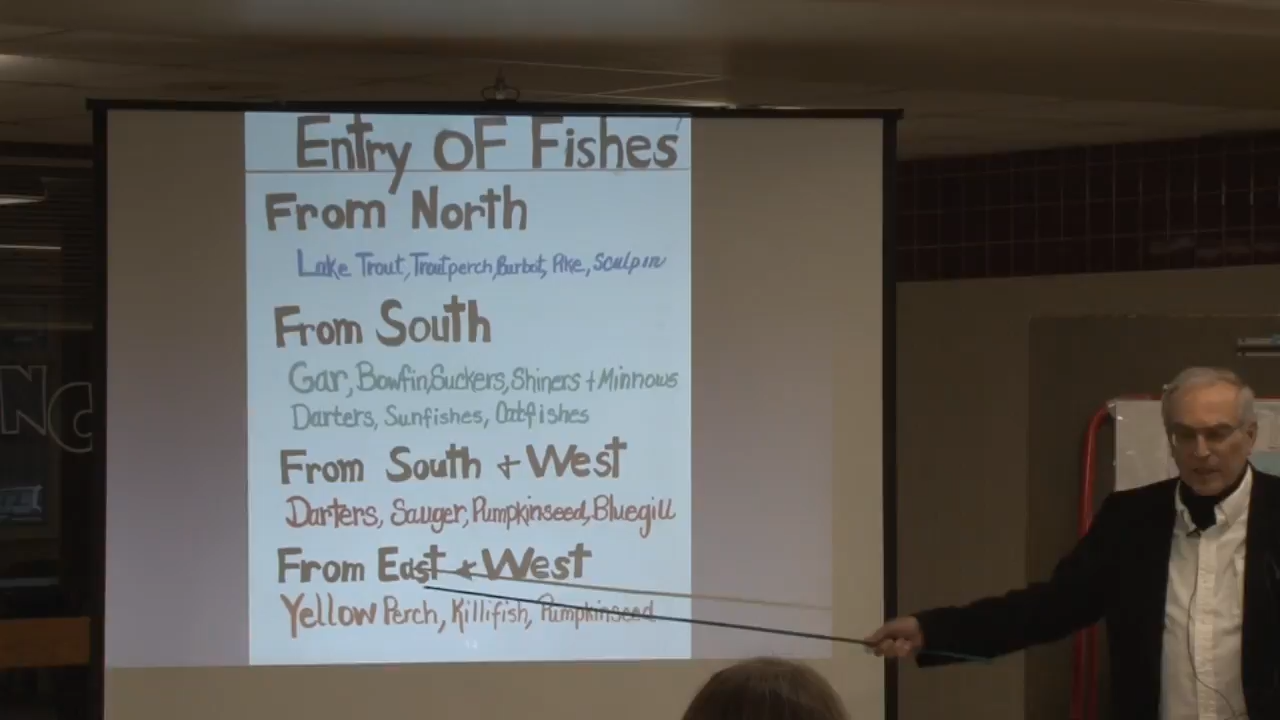 Entry OF Fishes
From North
Lake Trout, Troutperch, Burbot, Pike, Sculpin
From South
Gar, Bowfin, Suckers, Shiners + Minnows
Darters, Sunfishes, Catfishes
From South + West
Darters, Sauger, Pumpkinseed, Bluegill
From East + West
Yellow Perch, Killifish, Pumpkinseed
NC